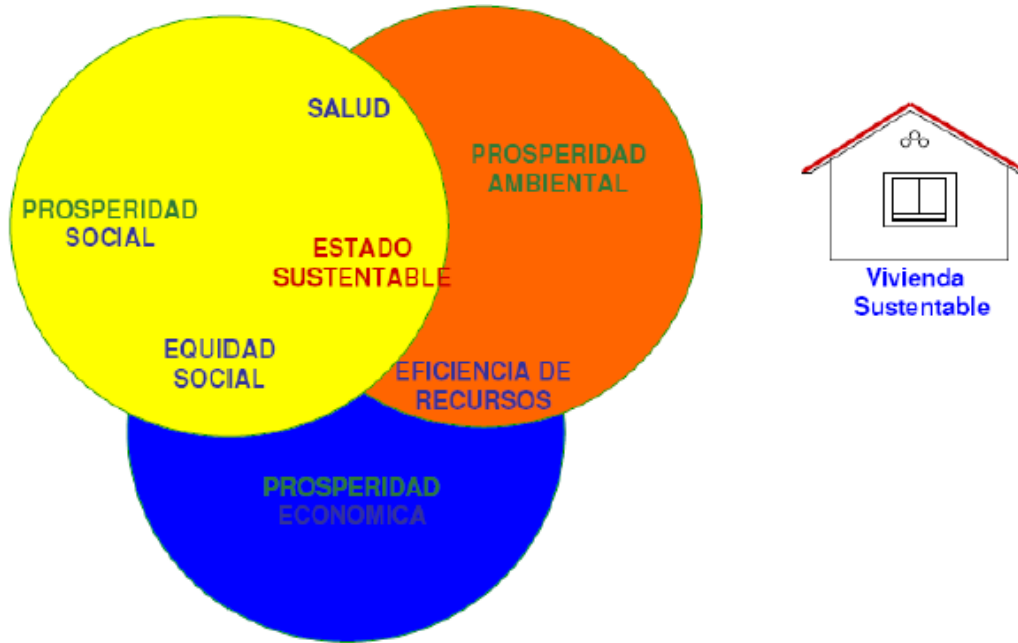 SALUD
PROSPERIDAD
AMBIENTAL
PROSPERIDAD
SOCIAL
ESTADO
SUSTENTABLE
EQUIDAD
SOCIAL
EFICIENCIA DE
RECURSOS
PROSPERIDAD
ECONOMICA
Vivienda
Sustentable